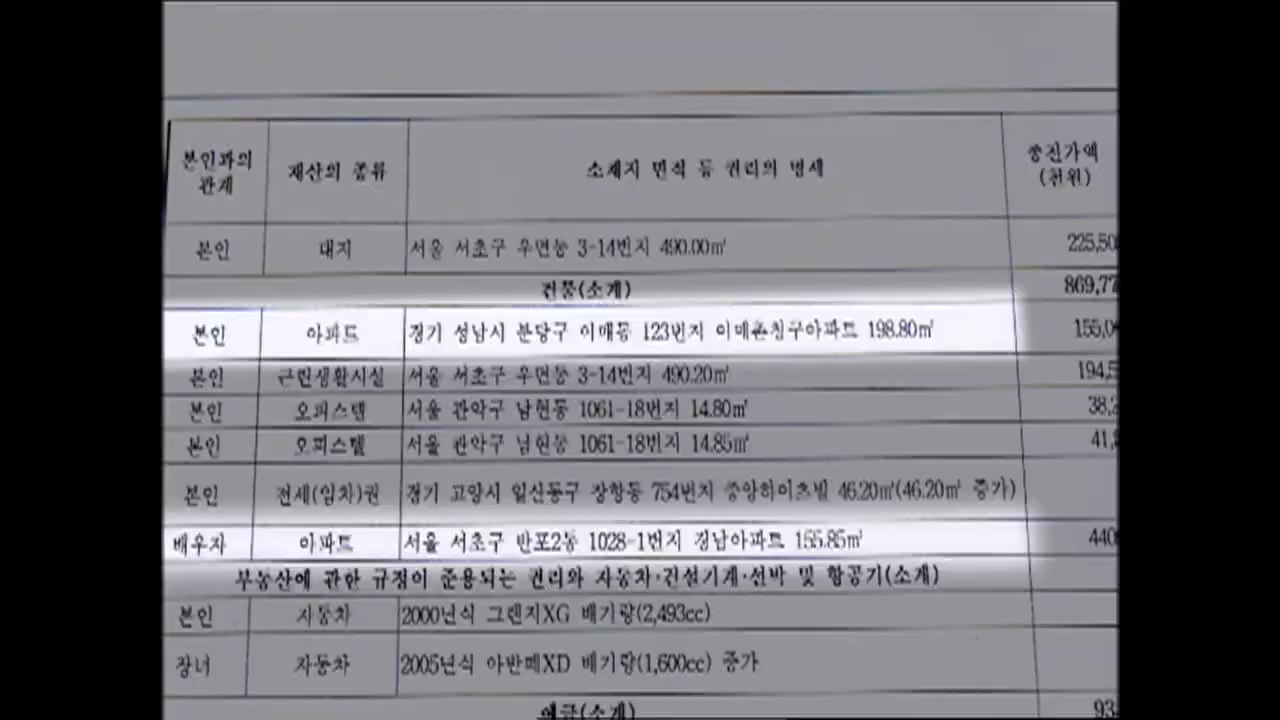 본인과의 관계 재산의 종류 소재지 면적 등 권리의 명세 종전가액 (천원)
본인 대지 서울 서초구 우면동 3-14번지 490.00㎡ 225,50
건물(소계) 869,77
본인 아파트 경기 성남시 분당구 이매동 123번지 이매촌청구아파트 198.80㎡ 155,0
본인 근린생활시설 서울 서초구 우면동 3-14번지 490.20㎡ 194,5
본인 오피스텔 서울 관악구 남현동 1061-18번지 14.80㎡ 38,2
본인 오피스텔 서울 관악구 남현동 1061-18번지 14.85㎡ 41,
본인 전세(임차)권 경기 고양시 일산동구 장항동 754번지 중앙하이츠빌 46.20㎡(46.20㎡ 증가)
배우자 아파트 서울 서초구 반포2동 1028-1번지 경남아파트 155.85㎡ 440
부동산에 관한 규정이 준용되는 권리와 자동차·건설기계·선박 및 항공기(소계)
본인 자동차 2000년식 그랜저XG 배기량(2,493cc)
장녀 자동차 2005년식 아반떼XD 배기량(1,600cc) 증가
예금(소계) 93